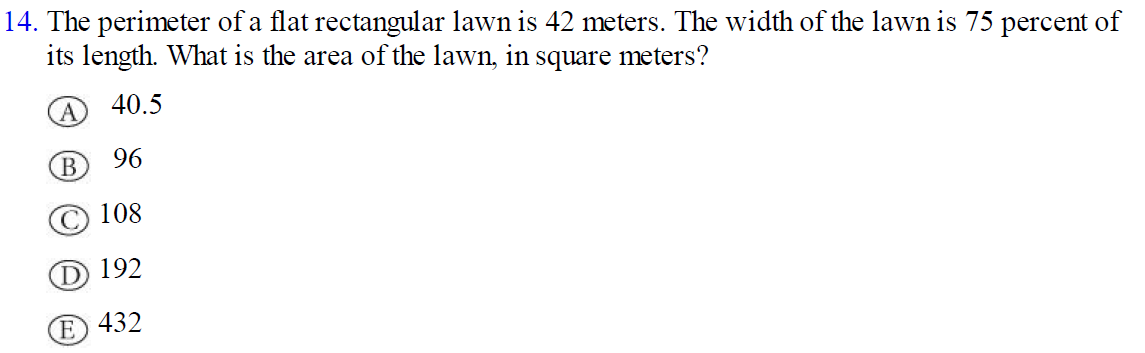 14. The perimeter of a flat rectangular lawn is 42 meters. The width of the lawn is 75 percent of
its length. What is the area of the lawn, in square meters?
A 40.5
B 96
C 108
D 192
E 432